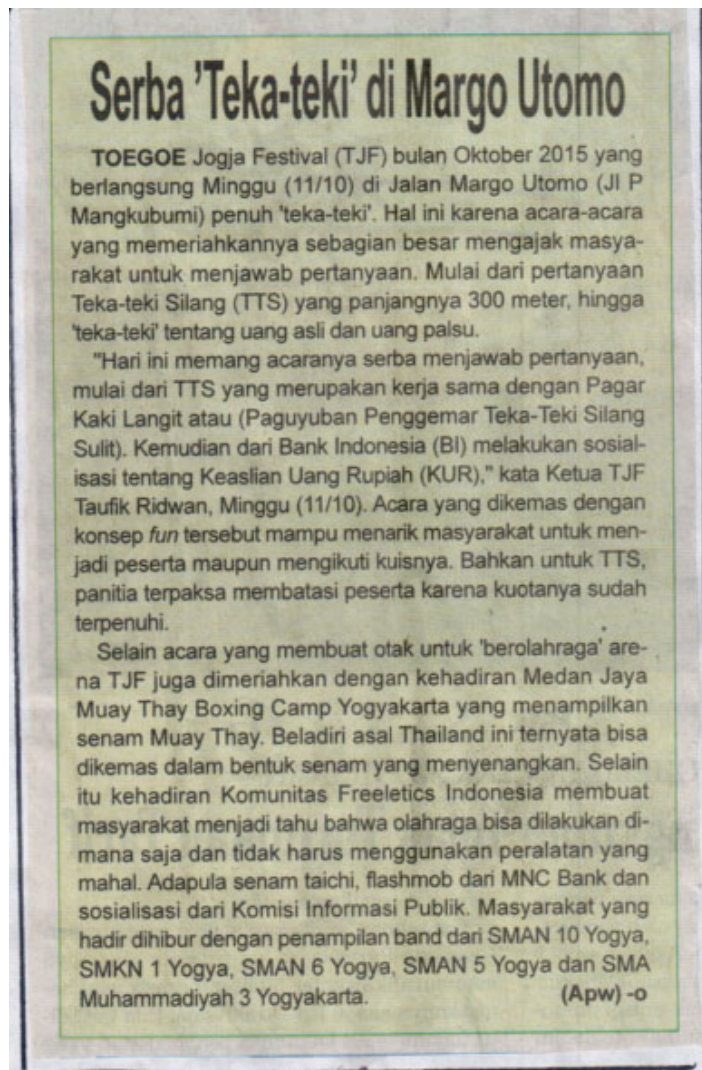 Serba 'Teka-teki' di Margo Utomo
TOEGOE Jogja Festival (TJF) bulan Oktober 2015 yang
berlangsung Minggu (11/10) di Jalan Margo Utomo (Jl P
Mangkubumi) penuh 'teka-teki'. Hal ini karena acara-acara
yang memeriahkannya sebagian besar mengajak masya-
rakat untuk menjawab pertanyaan. Mulai dari pertanyaan
Teka-teki Silang (TTS) yang panjangnya 300 meter, hingga
'teka-teki' tentang uang asli dan uang palsu.
"Hari ini memang acaranya serba menjawab pertanyaan,
mulai dari TTS yang merupakan kerja sama dengan Pagar
Kaki Langit atau (Paguyuban Penggemar Teka-Teki Silang
Sulit). Kemudian dari Bank Indonesia (BI) melakukan sosial-
isasi tentang Keaslian Uang Rupiah (KUR)," kata Ketua TJF
Taufik Ridwan, Minggu (11/10). Acara yang dikemas dengan
konsep fun tersebut mampu menarik masyarakat untuk men-
jadi peserta maupun mengikuti kuisnya. Bahkan untuk TTS,
panitia terpaksa membatasi peserta karena kuotanya sudah
terpenuhi.
Selain acara yang membuat otak untuk 'berolahraga' are-
na TJF juga dimeriahkan dengan kehadiran Medan Jaya
Muay Thay Boxing Camp Yogyakarta yang menampilkan
senam Muay Thay. Beladiri asal Thailand ini ternyata bisa
dikemas dalam bentuk senam yang menyenangkan. Selain
itu kehadiran Komunitas Freeletics Indonesia membuat
masyarakat menjadi tahu bahwa olahraga bisa dilakukan di-
mana saja dan tidak harus menggunakan peralatan yang
mahal. Adapula senam taichi, flashmob dari MNC Bank dan
sosialisasi dari Komisi Informasi Publik. Masyarakat yang
hadir dihibur dengan penampilan band dari SMAN 10 Yogya,
SMKN 1 Yogya, SMAN 6 Yogya, SMAN 5 Yogya dan SMA
Muhammadiyah 3 Yogyakarta. (Apw) -o